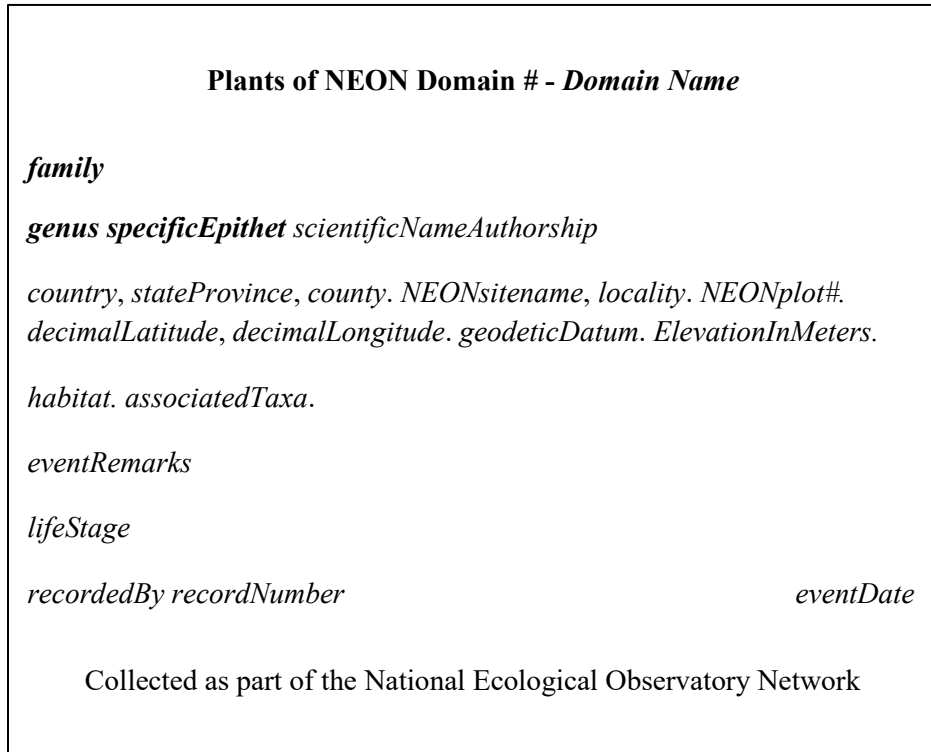 Plants of NEON Domain # - Domain Name
family
genus specificEpithet scientificNameAuthorship
country, stateProvince, county. NEONsitename, locality. NEONplot#.
decimalLatitude, decimalLongitude. geodeticDatum. ElevationInMeters.
habitat. associatedTaxa.
eventRemarks
lifeStage
recordedBy recordNumber eventDate
Collected as part of the National Ecological Observatory Network